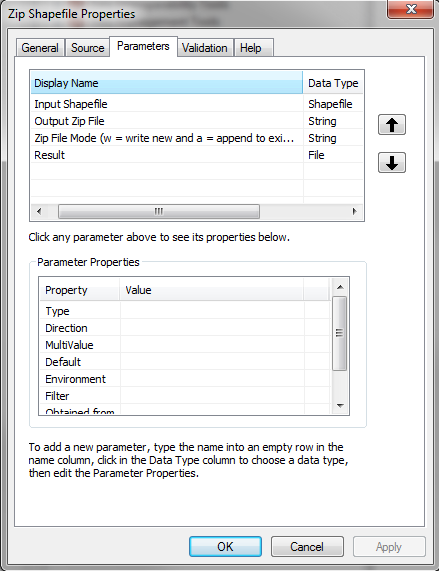 Zip Shapefile Properties
General Source Parameters Validation Help
Display Name Data Type
Input Shapefile Shapefile
Output Zip File String
Zip File Mode (w = write new and a = append to exi... String
Result File
Click any parameter above to see its properties below.
Parameter Properties
Property Value
Type
Direction
MultiValue
Default
Environment
Filter
Obtained from
To add a new parameter, type the name into an empty row in the
name column, click in the Data Type column to choose a data type,
then edit the Parameter Properties.
OK Cancel Apply